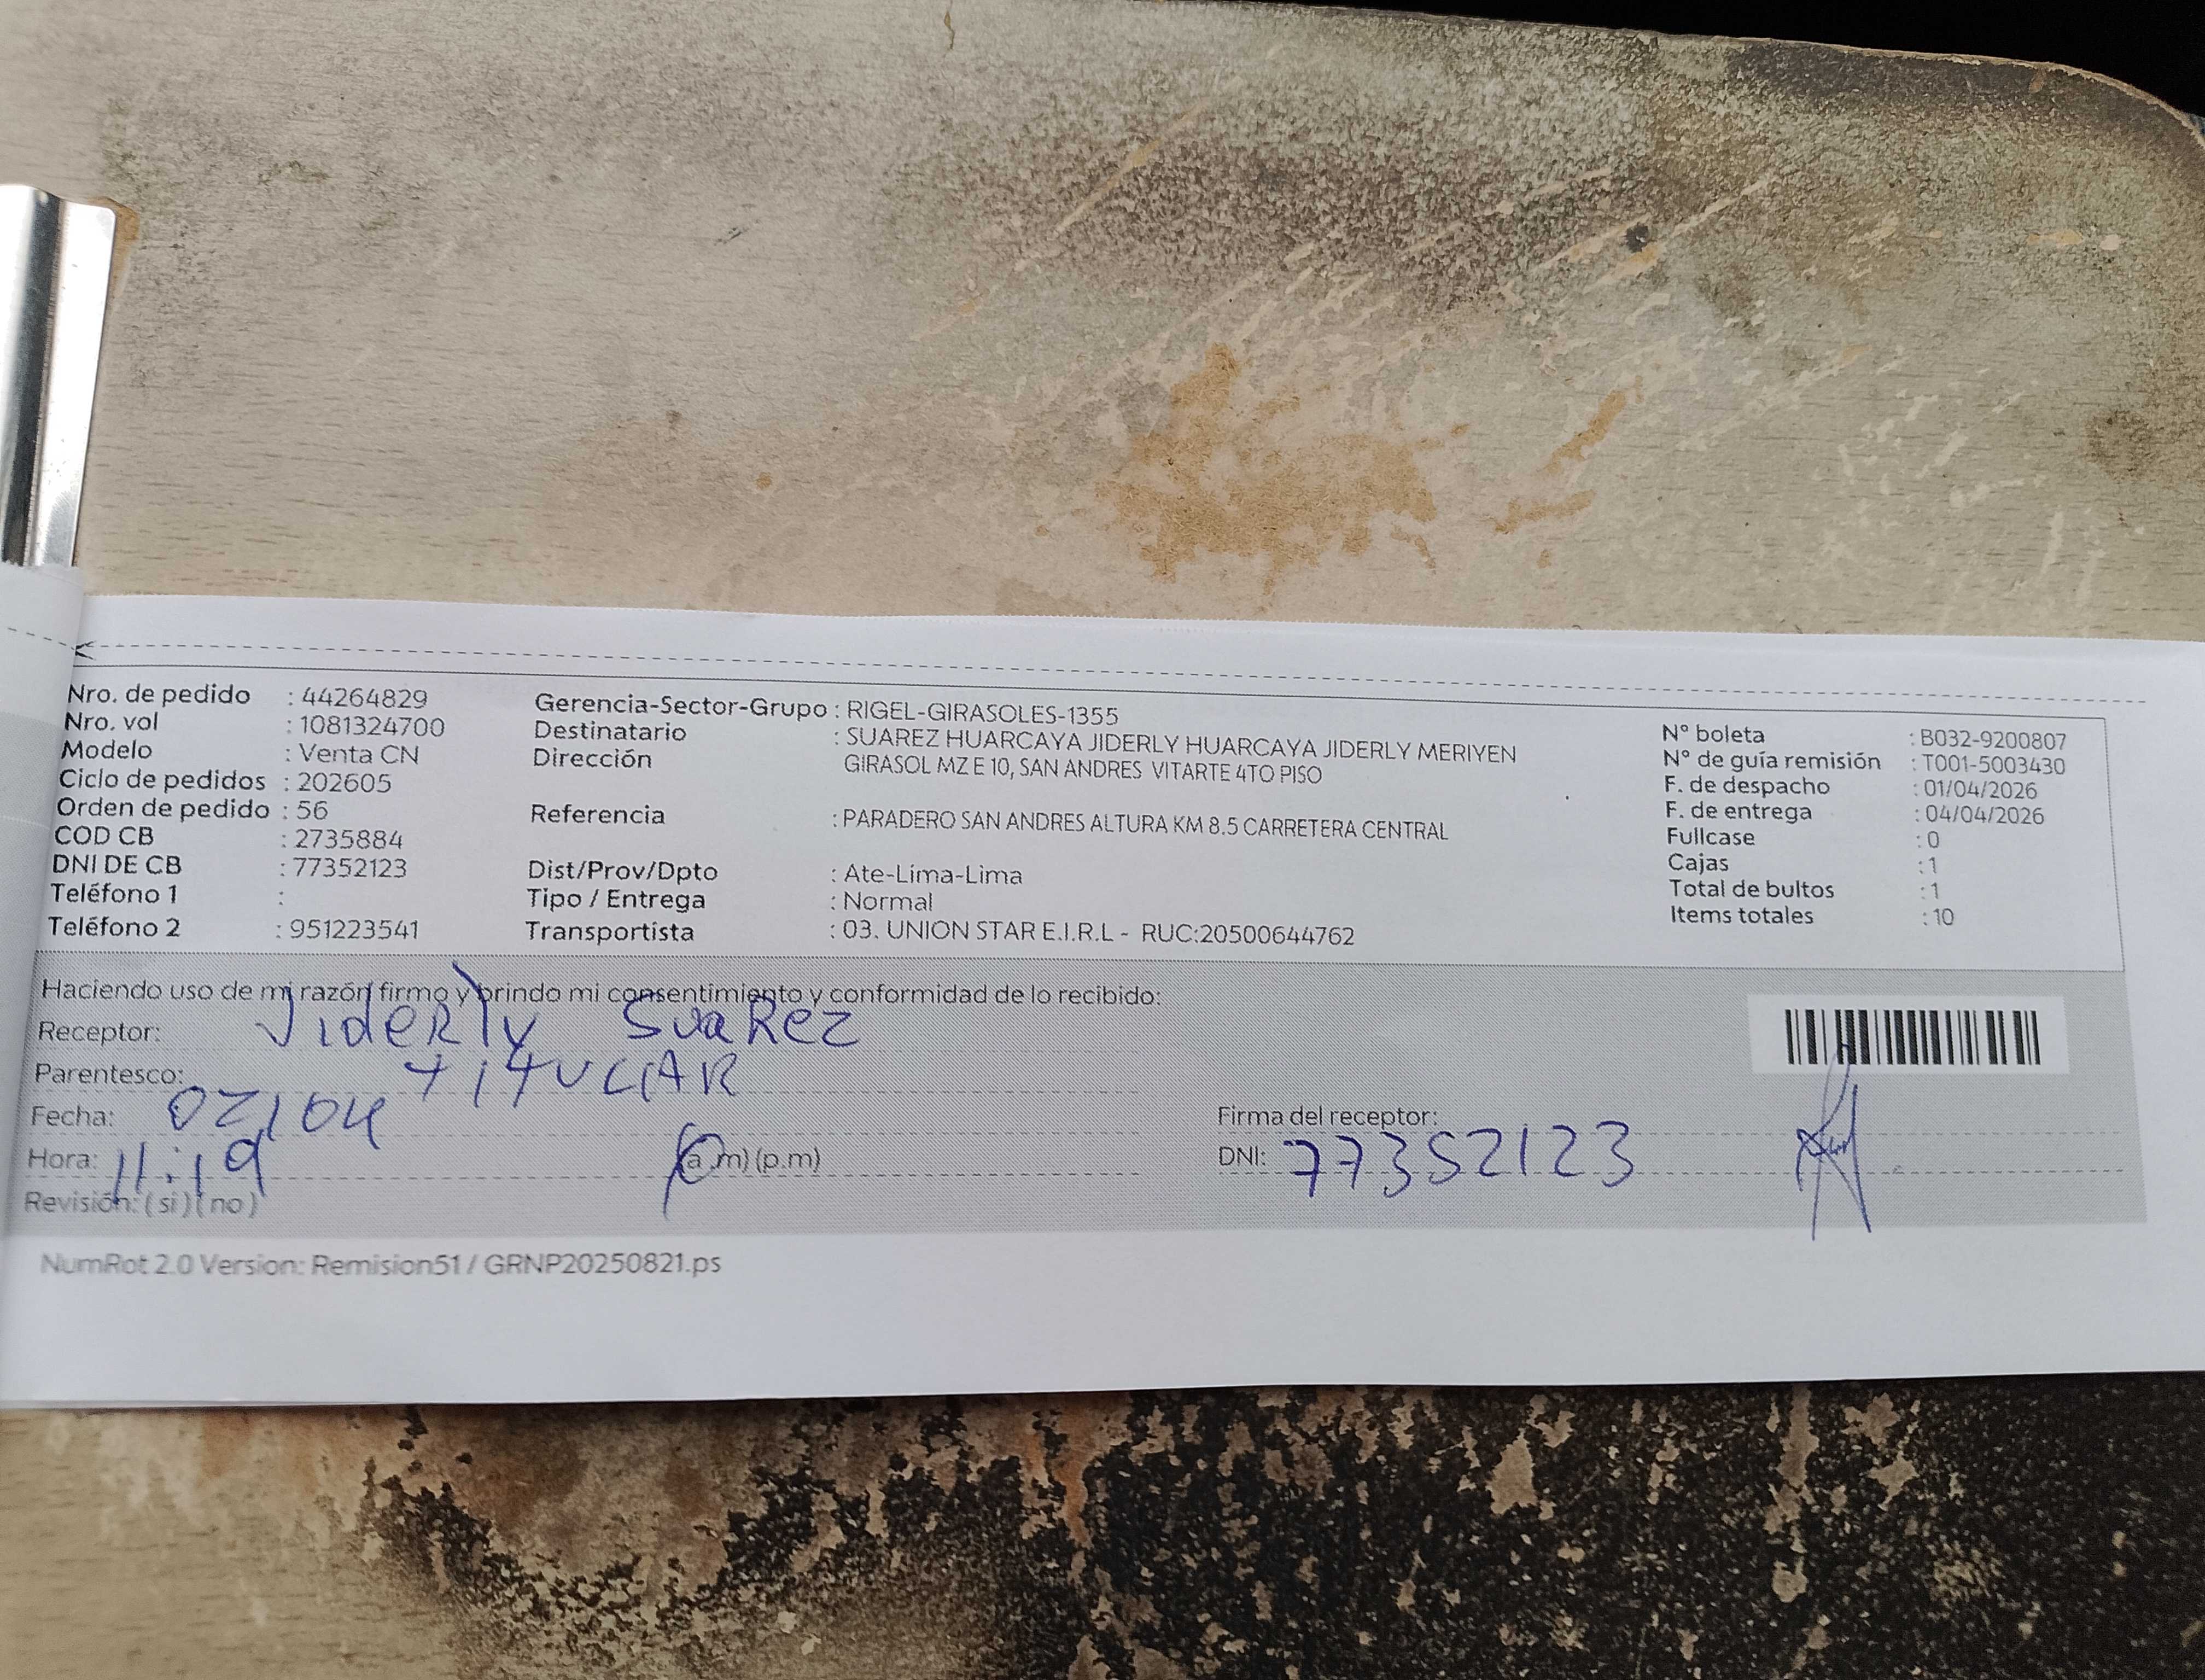 Nro. de pedido : 44264829
Nro. vol : 1081324700
Modelo : Venta CN
Ciclo de pedidos : 202605
Orden de pedido : 56
COD CB : 2735884
DNI DE CB : 77352123
Teléfono 1 :
Teléfono 2 : 951223541
Gerencia-Sector-Grupo : RIGEL-GIRASOLES-1355
Destinatario : SUAREZ HUARCAYA JIDERLY HUARCAYA JIDERLY MERIYEN
Dirección GIRASOL MZ E 10, SAN ANDRES VITARTE 4TO PISO
Referencia : PARADERO SAN ANDRES ALTURA KM 8.5 CARRETERA CENTRAL
Dist/Prov/Dpto : Ate-Lima-Lima
Tipo / Entrega : Normal
Transportista : 03. UNION STAR E.I.R.L - RUC:20500644762
N° boleta : B032-9200807
N° de guía remisión : T001-5003430
F. de despacho : 01/04/2026
F. de entrega : 04/04/2026
Fullcase : 0
Cajas : 1
Total de bultos : 1
Items totales : 10
Haciendo uso de mi razón firmo y brindo mi consentimiento y conformidad de lo recibido:
Receptor: Jiderly SuaRez
Parentesco: titULAR
Fecha: 02/04
Hora: 11:19 (a.m) (p.m)
Revisión: ( si ) ( no )
Firma del receptor:
DNI: 77352123
NumRot 2.0 Version: Remision51 / GRNP20250821.ps